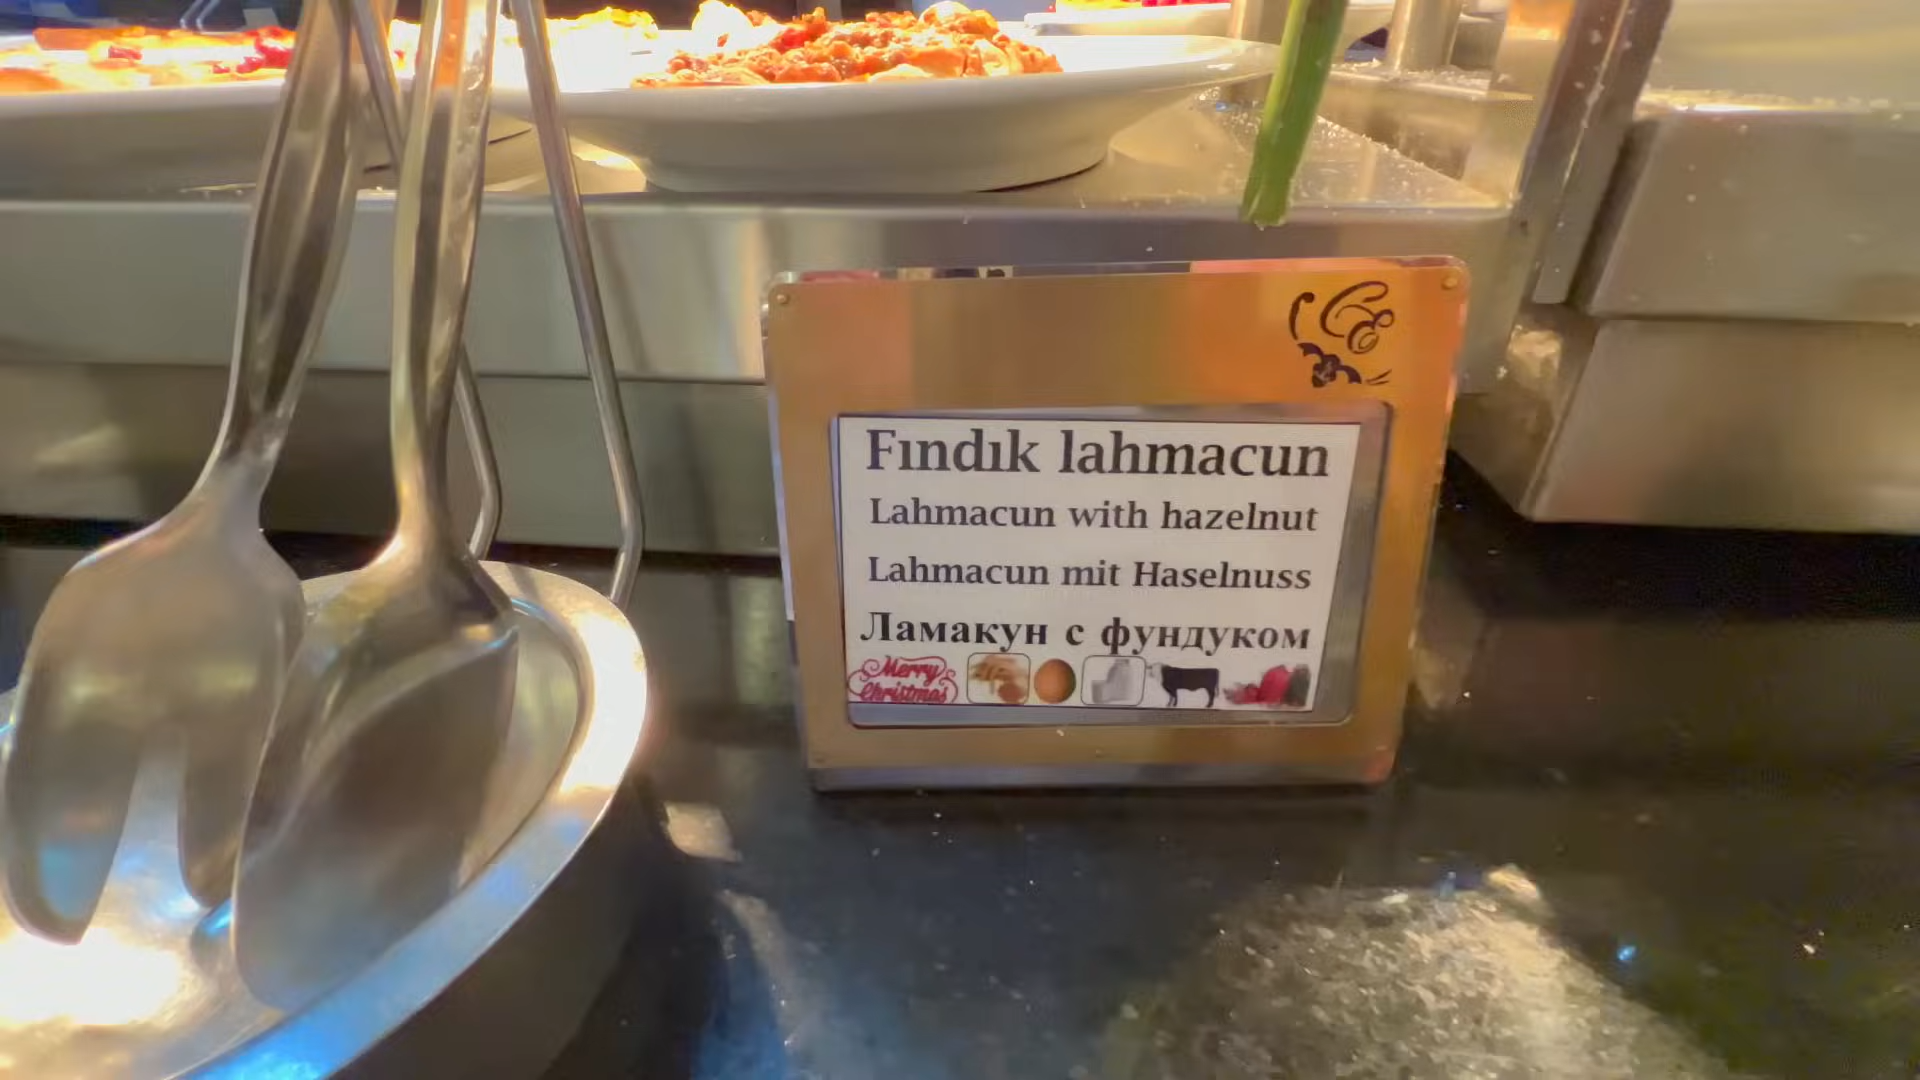 Fındık lahmacun
Lahmacun with hazelnut
Lahmacun mit Haselnuss
Ламакун с фундуком
Merry
Christmas